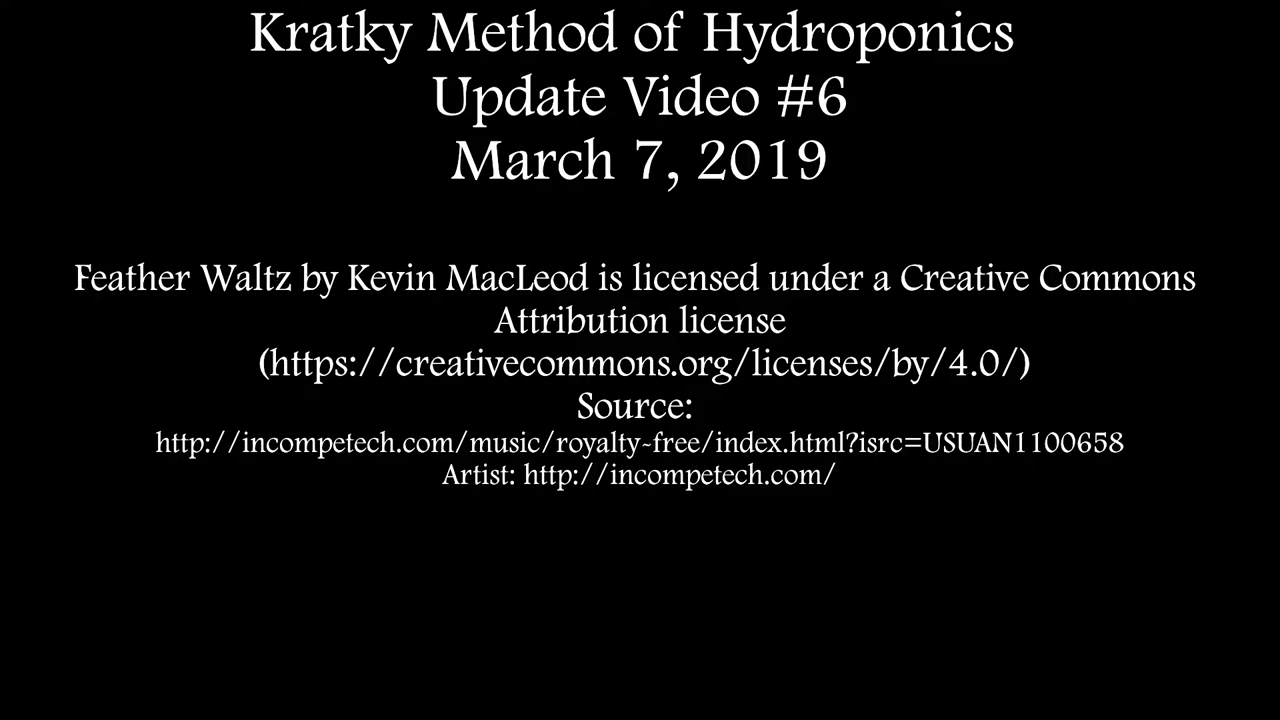 Kratky Method of Hydroponics
Update Video #6
March 7, 2019
Feather Waltz by Kevin MacLeod is licensed under a Creative Commons
Attribution license
(https://creativecommons.org/licenses/by/4.0/)
Source:
http://incompetech.com/music/royalty-free/index.html?isrc=USUAN1100658
Artist: http://incompetech.com/